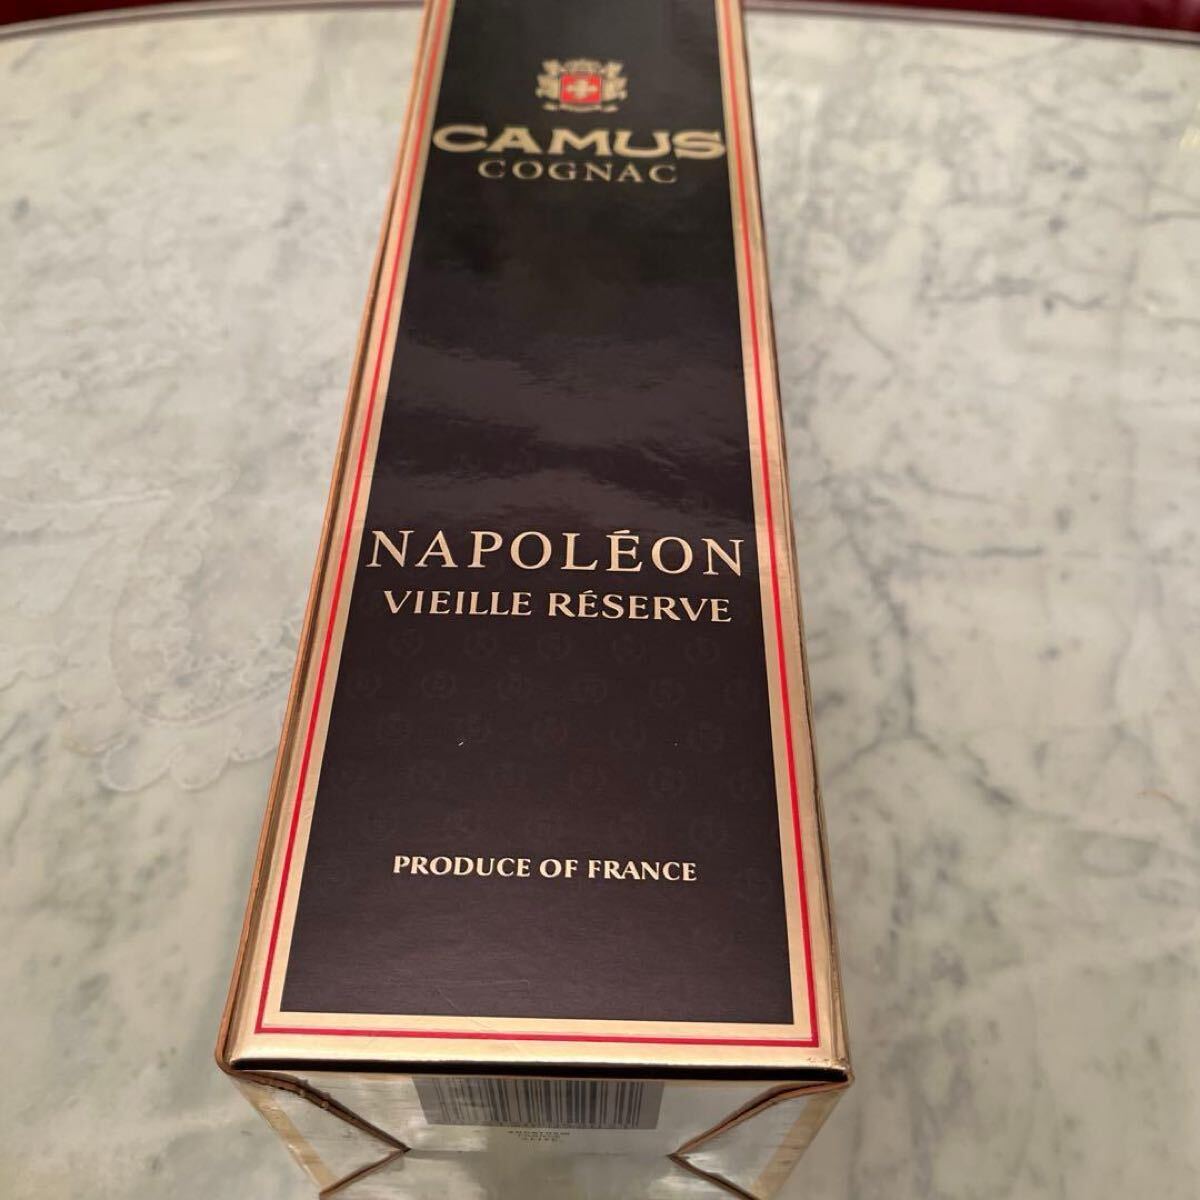 CAMUS
COGNAC
NAPOLÉON
VIEILLE RÉSERVE
PRODUCE OF FRANCE